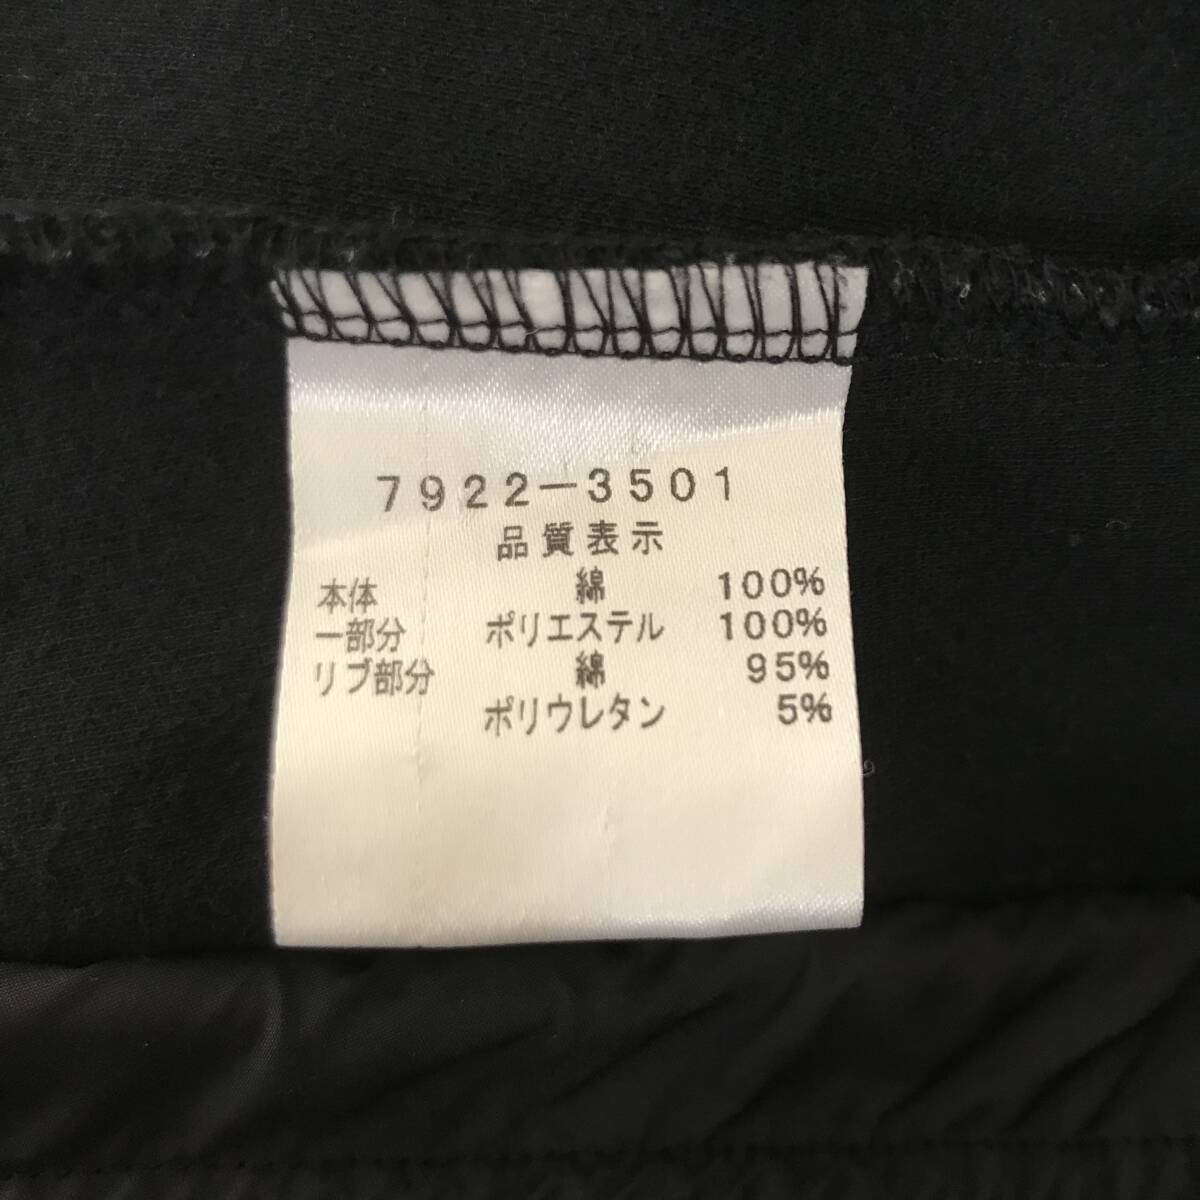 7922-3501
品質表示
本体 綿 100%
一部分 ポリエステル 100%
リブ部分 綿 95%
ポリウレタン 5%